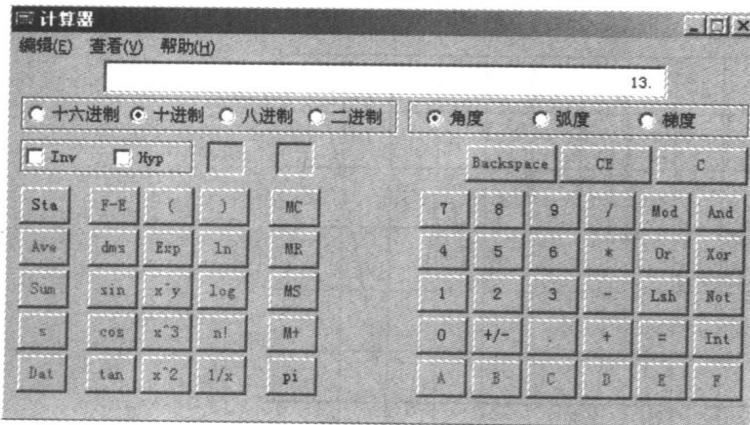 计算器
编辑(E) 查看(V) 帮助(H)
13.
十六进制 十进制 八进制 二进制 角度 弧度 梯度
Inv Hyp Backspace CE C
Sta F-E ( ) MC 7 8 9 / Mod And
Ave dms Exp ln MR 4 5 6 * Or Xor
Sum sin x^y log MS 1 2 3 - Lsh Not
s cos x^3 n! M+ 0 +/- . + = Int
Dat tan x^2 1/x pi A B C D E F